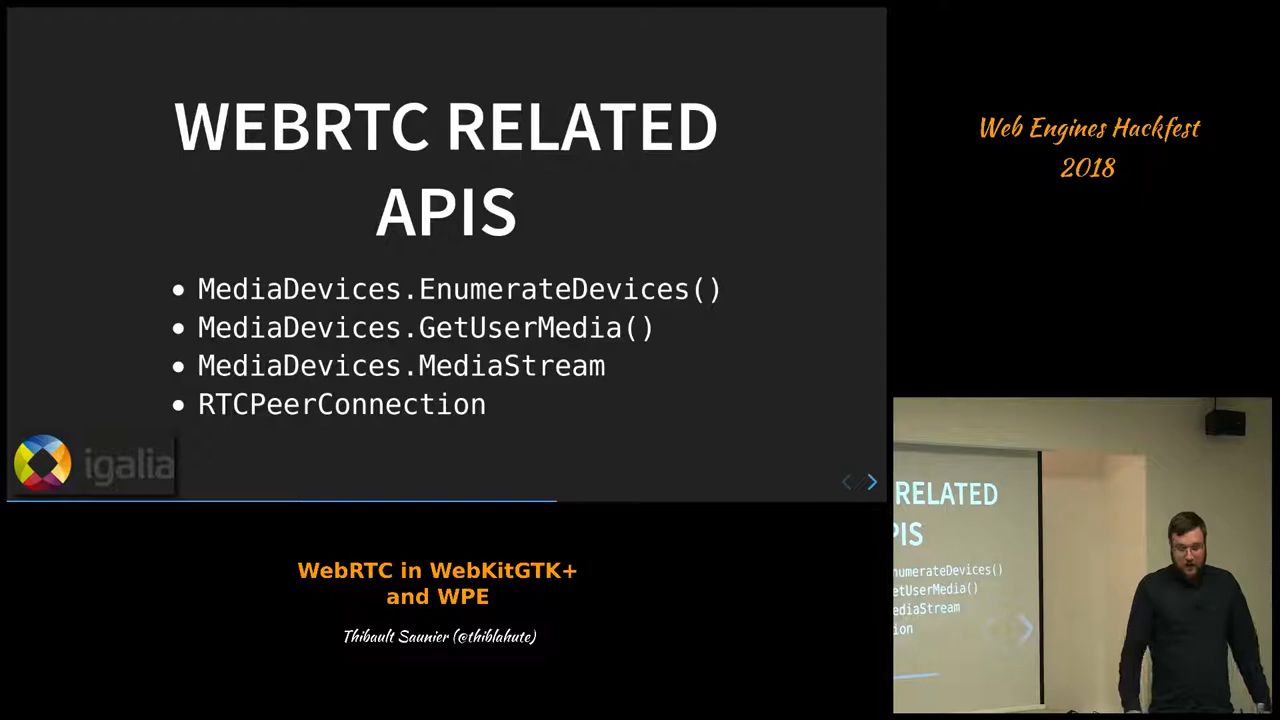 WEBRTC RELATED
APIS
• MediaDevices.EnumerateDevices()
• MediaDevices.GetUserMedia()
• MediaDevices.MediaStream
• RTCPeerConnection
igalia
WebRTC in WebKitGTK+
and WPE
Thibault Saunier (@thiblahute)
Web Engines Hackfest
2018
RELATED
PIS
numerateDevices()
etUserMedia()
ediaStream
ion